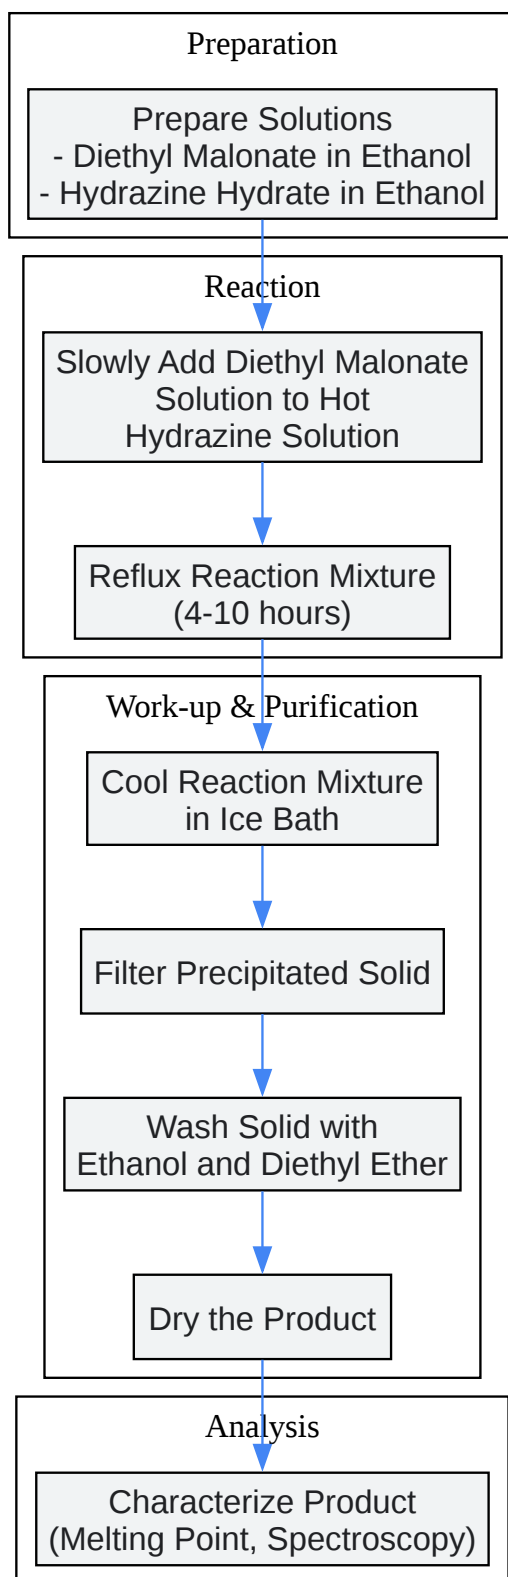 Preparation
Prepare Solutions
- Diethyl Malonate in Ethanol
- Hydrazine Hydrate in Ethanol
Reaction
Slowly Add Diethyl Malonate
Solution to Hot
Hydrazine Solution
Reflux Reaction Mixture
(4-10 hours)
Work-up & Purification
Cool Reaction Mixture
in Ice Bath
Filter Precipitated Solid
Wash Solid with
Ethanol and Diethyl Ether
Dry the Product
Analysis
Characterize Product
(Melting Point, Spectroscopy)